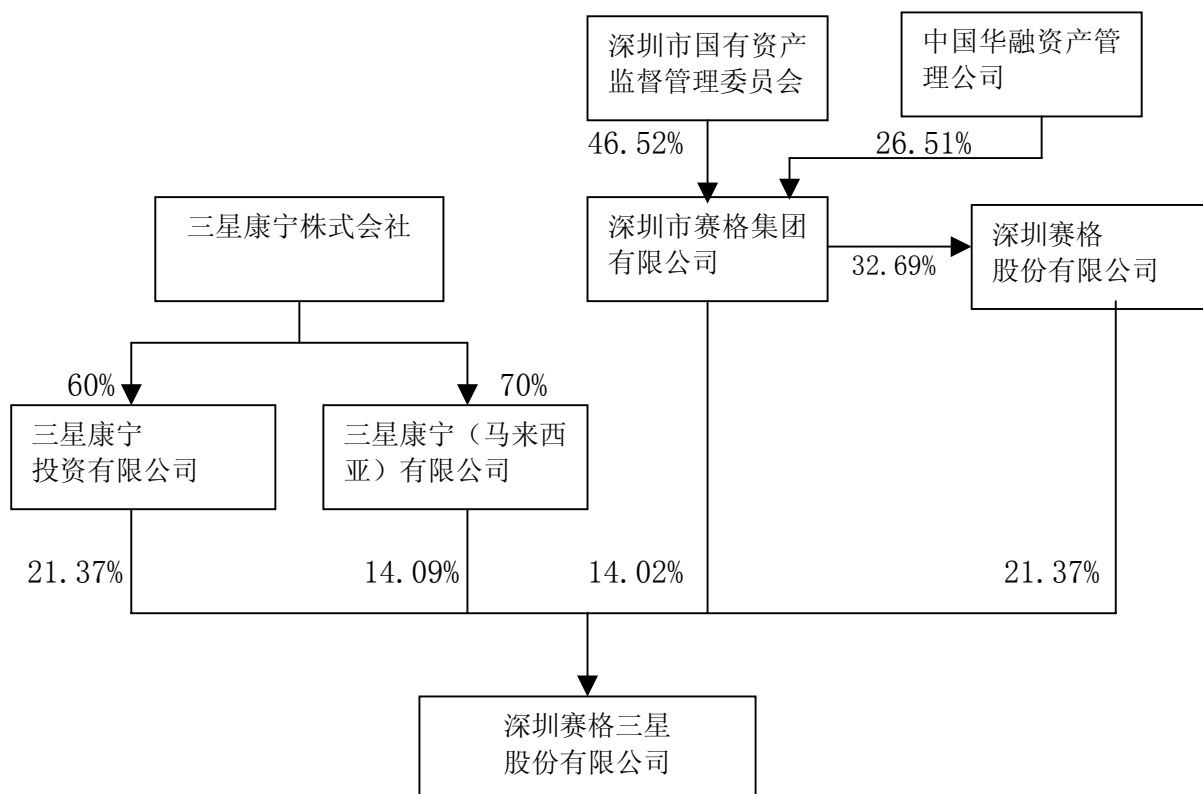 深圳市国有资产
监督管理委员会
中国华融资产管
理公司
46.52%
26.51%
三星康宁株式会社
深圳市赛格集团
有限公司
32.69%
深圳赛格
股份有限公司
60%
70%
三星康宁
投资有限公司
三星康宁（马来西
亚）有限公司
21.37%
14.09%
14.02%
21.37%
深圳赛格三星
股份有限公司